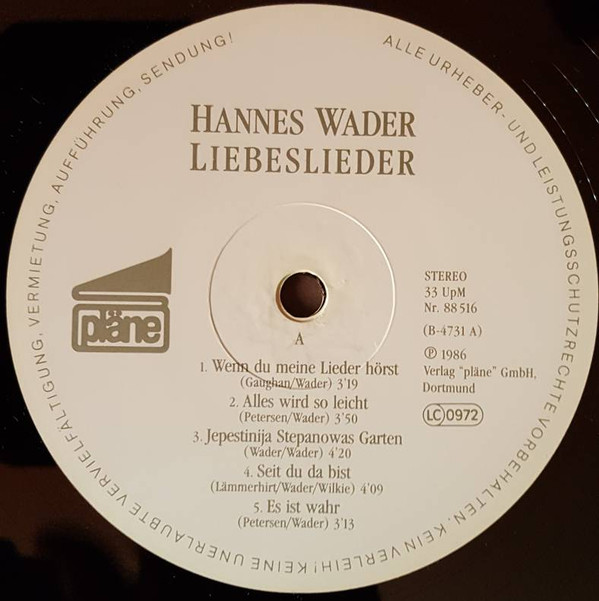 ALLE URHEBER- UND LEISTUNGSSCHUTZRECHTE VORBEHALTEN. KEIN VERLEIH! KEINE UNERLAUBTE VERVIELFÄLTIGUNG, VERMIETUNG, AUFFÜHRUNG, SENDUNG!
HANNES WADER
LIEBESLIEDER
pläne
STEREO
33 UpM
Nr. 88 516
(B-4731 A)
℗ 1986
Verlag "pläne" GmbH,
Dortmund
LC 0972
A
1. Wenn du meine Lieder hörst
(Gaughan/Wader) 3'19
2. Alles wird so leicht
(Petersen/Wader) 3'50
3. Jepestinija Stepanowas Garten
(Wader/Wader) 4'20
4. Seit du da bist
(Lämmerhirt/Wader/Wilkie) 4'09
5. Es ist wahr
(Petersen/Wader) 3'13